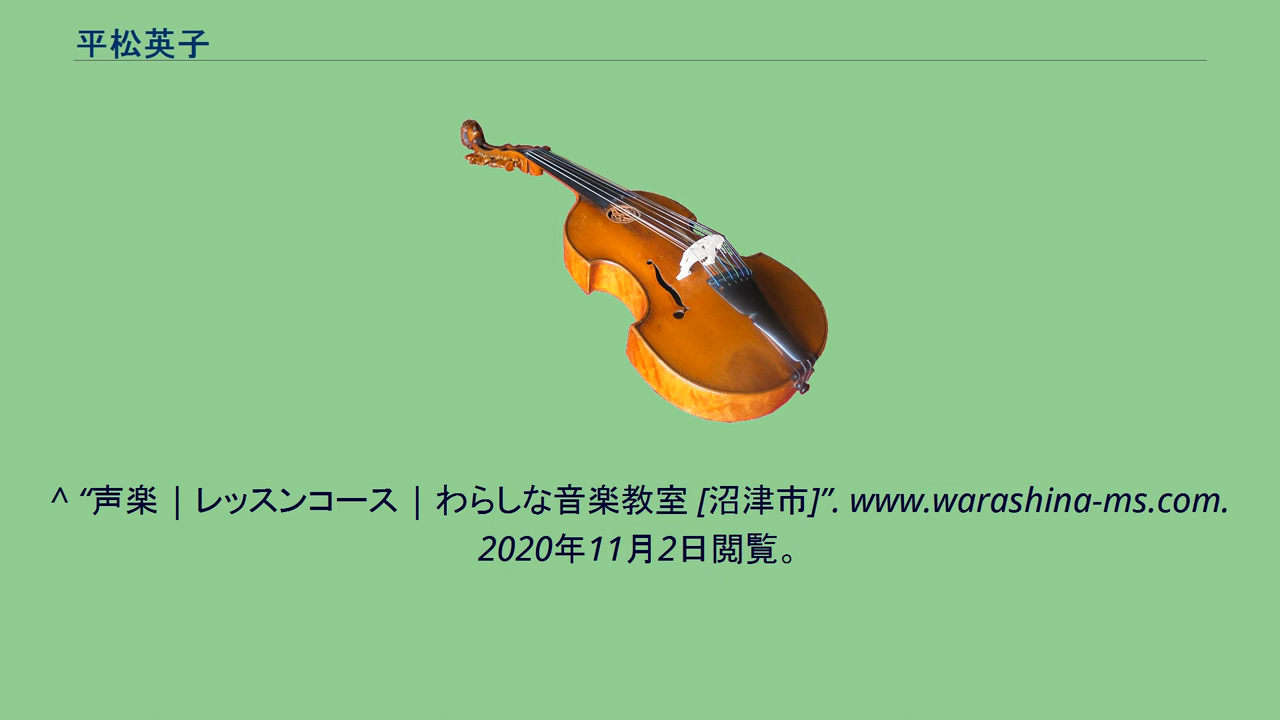 平松英子
^ “声楽 | レッスンコース | わらしな音楽教室 [沼津市]”. www.warashina-ms.com.
2020年11月2日閲覧。